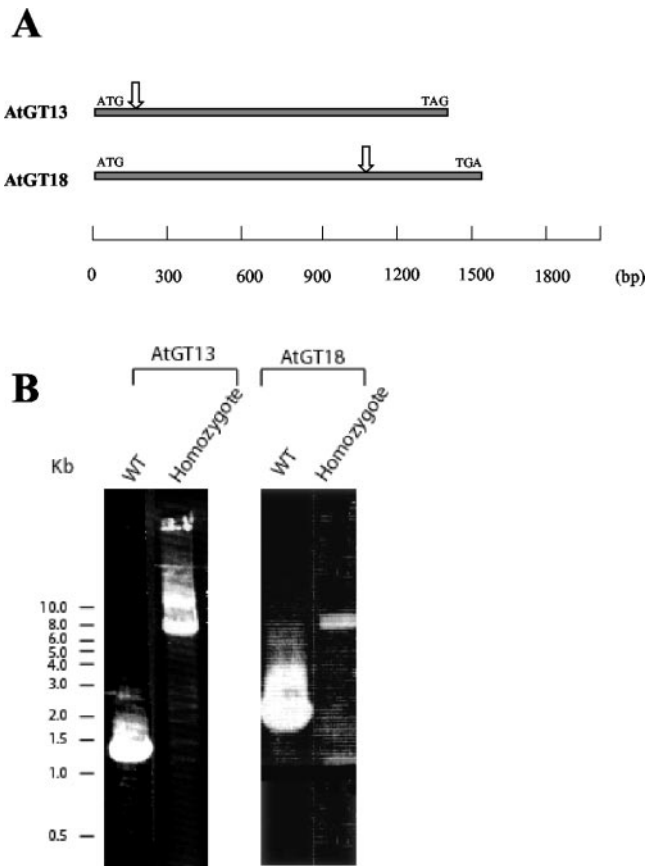 A
ATG TAG
AtGT13
ATG TGA
AtGT18
0 300 600 900 1200 1500 1800 (bp)
B
AtGT13 AtGT18
Kb WT Homozygote WT Homozygote
10.0
8.0
6.0
5.0
4.0
3.0
2.0
1.5
1.0
0.5